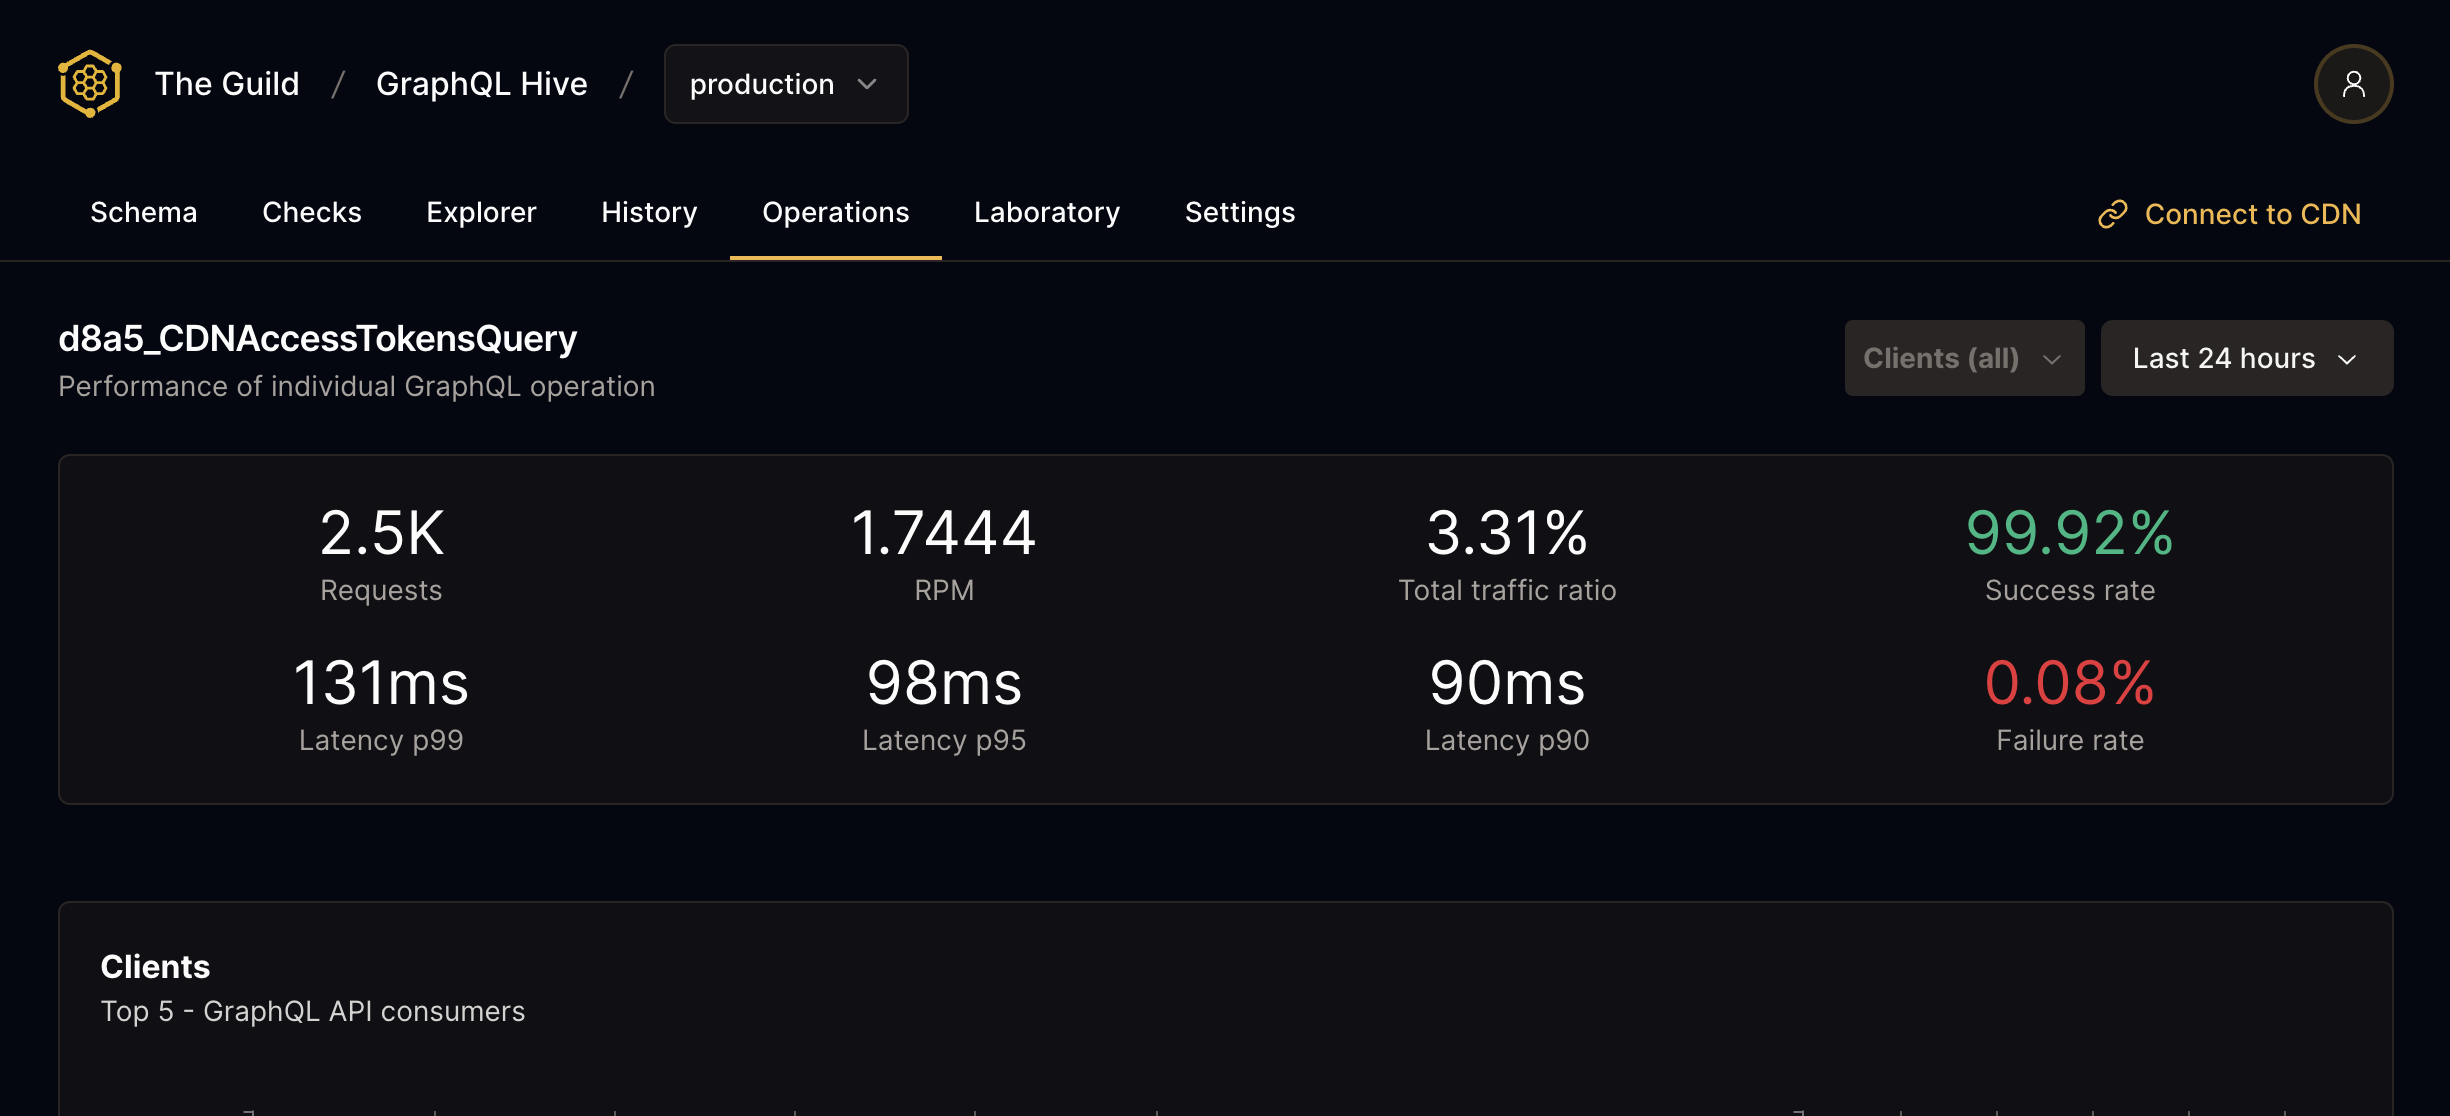 The Guild / GraphQL Hive / production
Schema Checks Explorer History Operations Laboratory Settings Connect to CDN
d8a5_CDNAccessTokensQuery
Performance of individual GraphQL operation
Clients (all) Last 24 hours
2.5K 1.7444 3.31% 99.92%
Requests RPM Total traffic ratio Success rate
131ms 98ms 90ms 0.08%
Latency p99 Latency p95 Latency p90 Failure rate
Clients
Top 5 - GraphQL API consumers